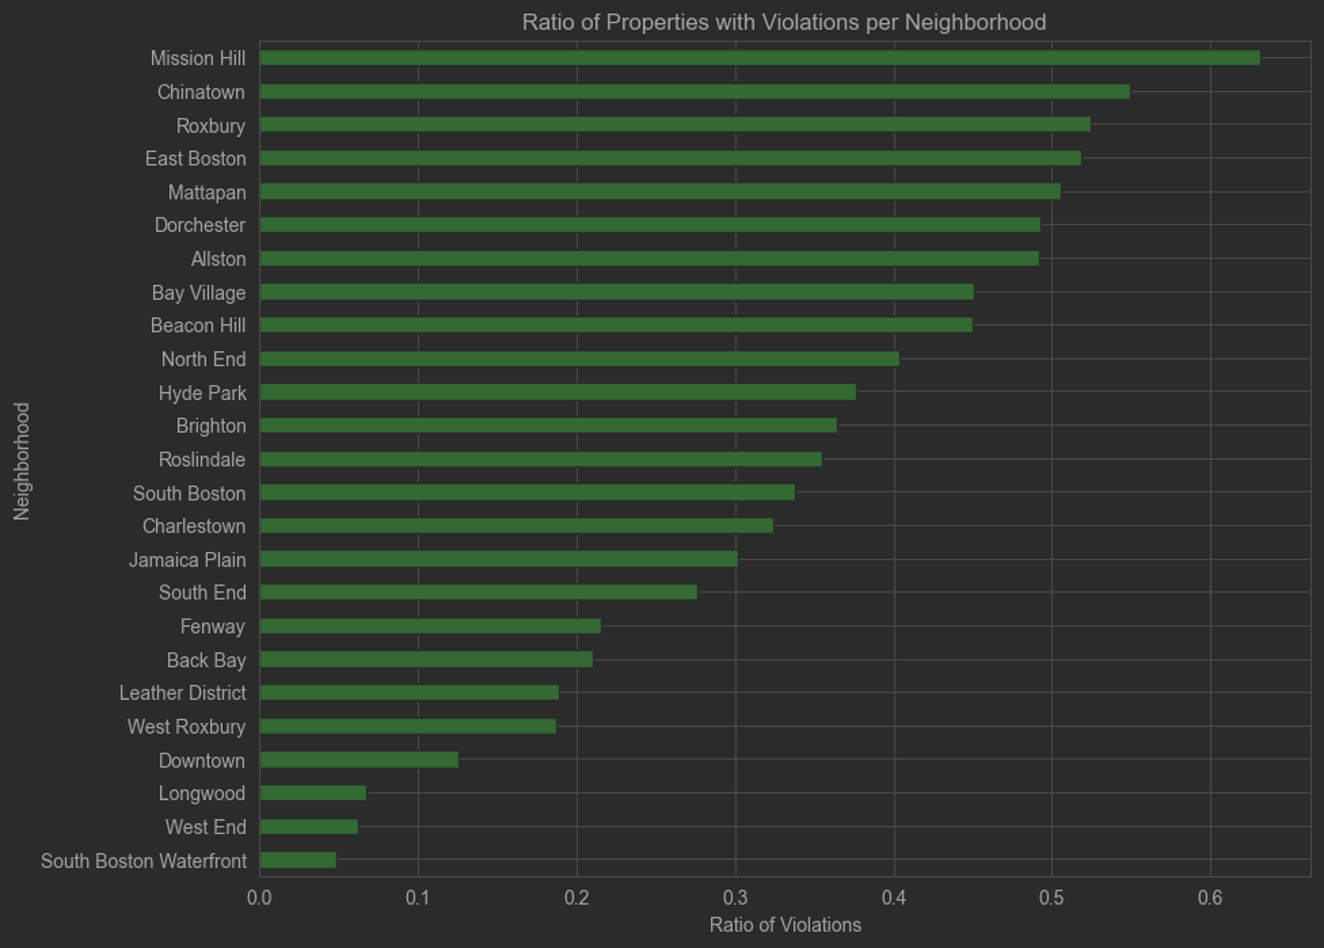 Ratio of Properties with Violations per Neighborhood
Mission Hill
Chinatown
Roxbury
East Boston
Mattapan
Dorchester
Allston
Bay Village
Beacon Hill
North End
Hyde Park
Brighton
Roslindale
South Boston
Charlestown
Jamaica Plain
South End
Fenway
Back Bay
Leather District
West Roxbury
Downtown
Longwood
West End
South Boston Waterfront
Neighborhood
0.0 0.1 0.2 0.3 0.4 0.5 0.6
Ratio of Violations